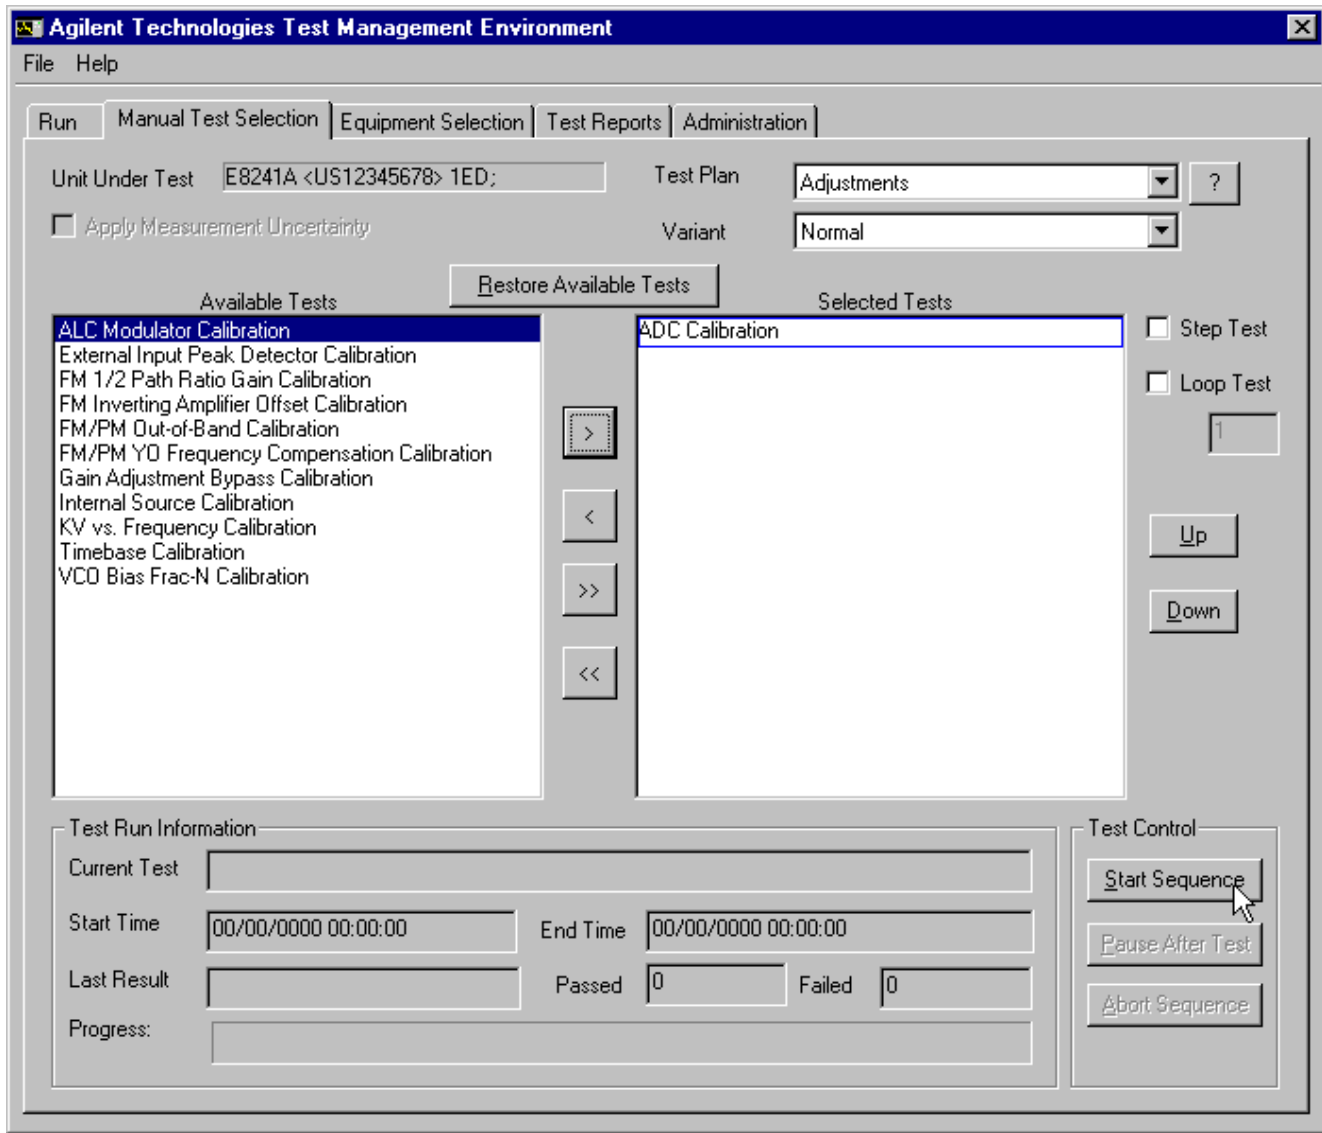 Agilent Technologies Test Management Environment
File Help
Run Manual Test Selection Equipment Selection Test Reports Administration
Unit Under Test E8241A <US12345678> 1ED; Test Plan Adjustments ?
Apply Measurement Uncertainty Variant Normal
Restore Available Tests
Available Tests Selected Tests
ALC Modulator Calibration
External Input Peak Detector Calibration
FM 1/2 Path Ratio Gain Calibration
FM Inverting Amplifier Offset Calibration
FM/PM Out-of-Band Calibration
FM/PM YO Frequency Compensation Calibration
Gain Adjustment Bypass Calibration
Internal Source Calibration
KV vs. Frequency Calibration
Timebase Calibration
VCO Bias Frac-N Calibration
>
<
>>
<<
ADC Calibration
Step Test
Loop Test
1
Up
Down
Test Run Information
Current Test
Start Time 00/00/0000 00:00:00 End Time 00/00/0000 00:00:00
Last Result Passed 0 Failed 0
Progress:
Test Control
Start Sequence
Pause After Test
Abort Sequence